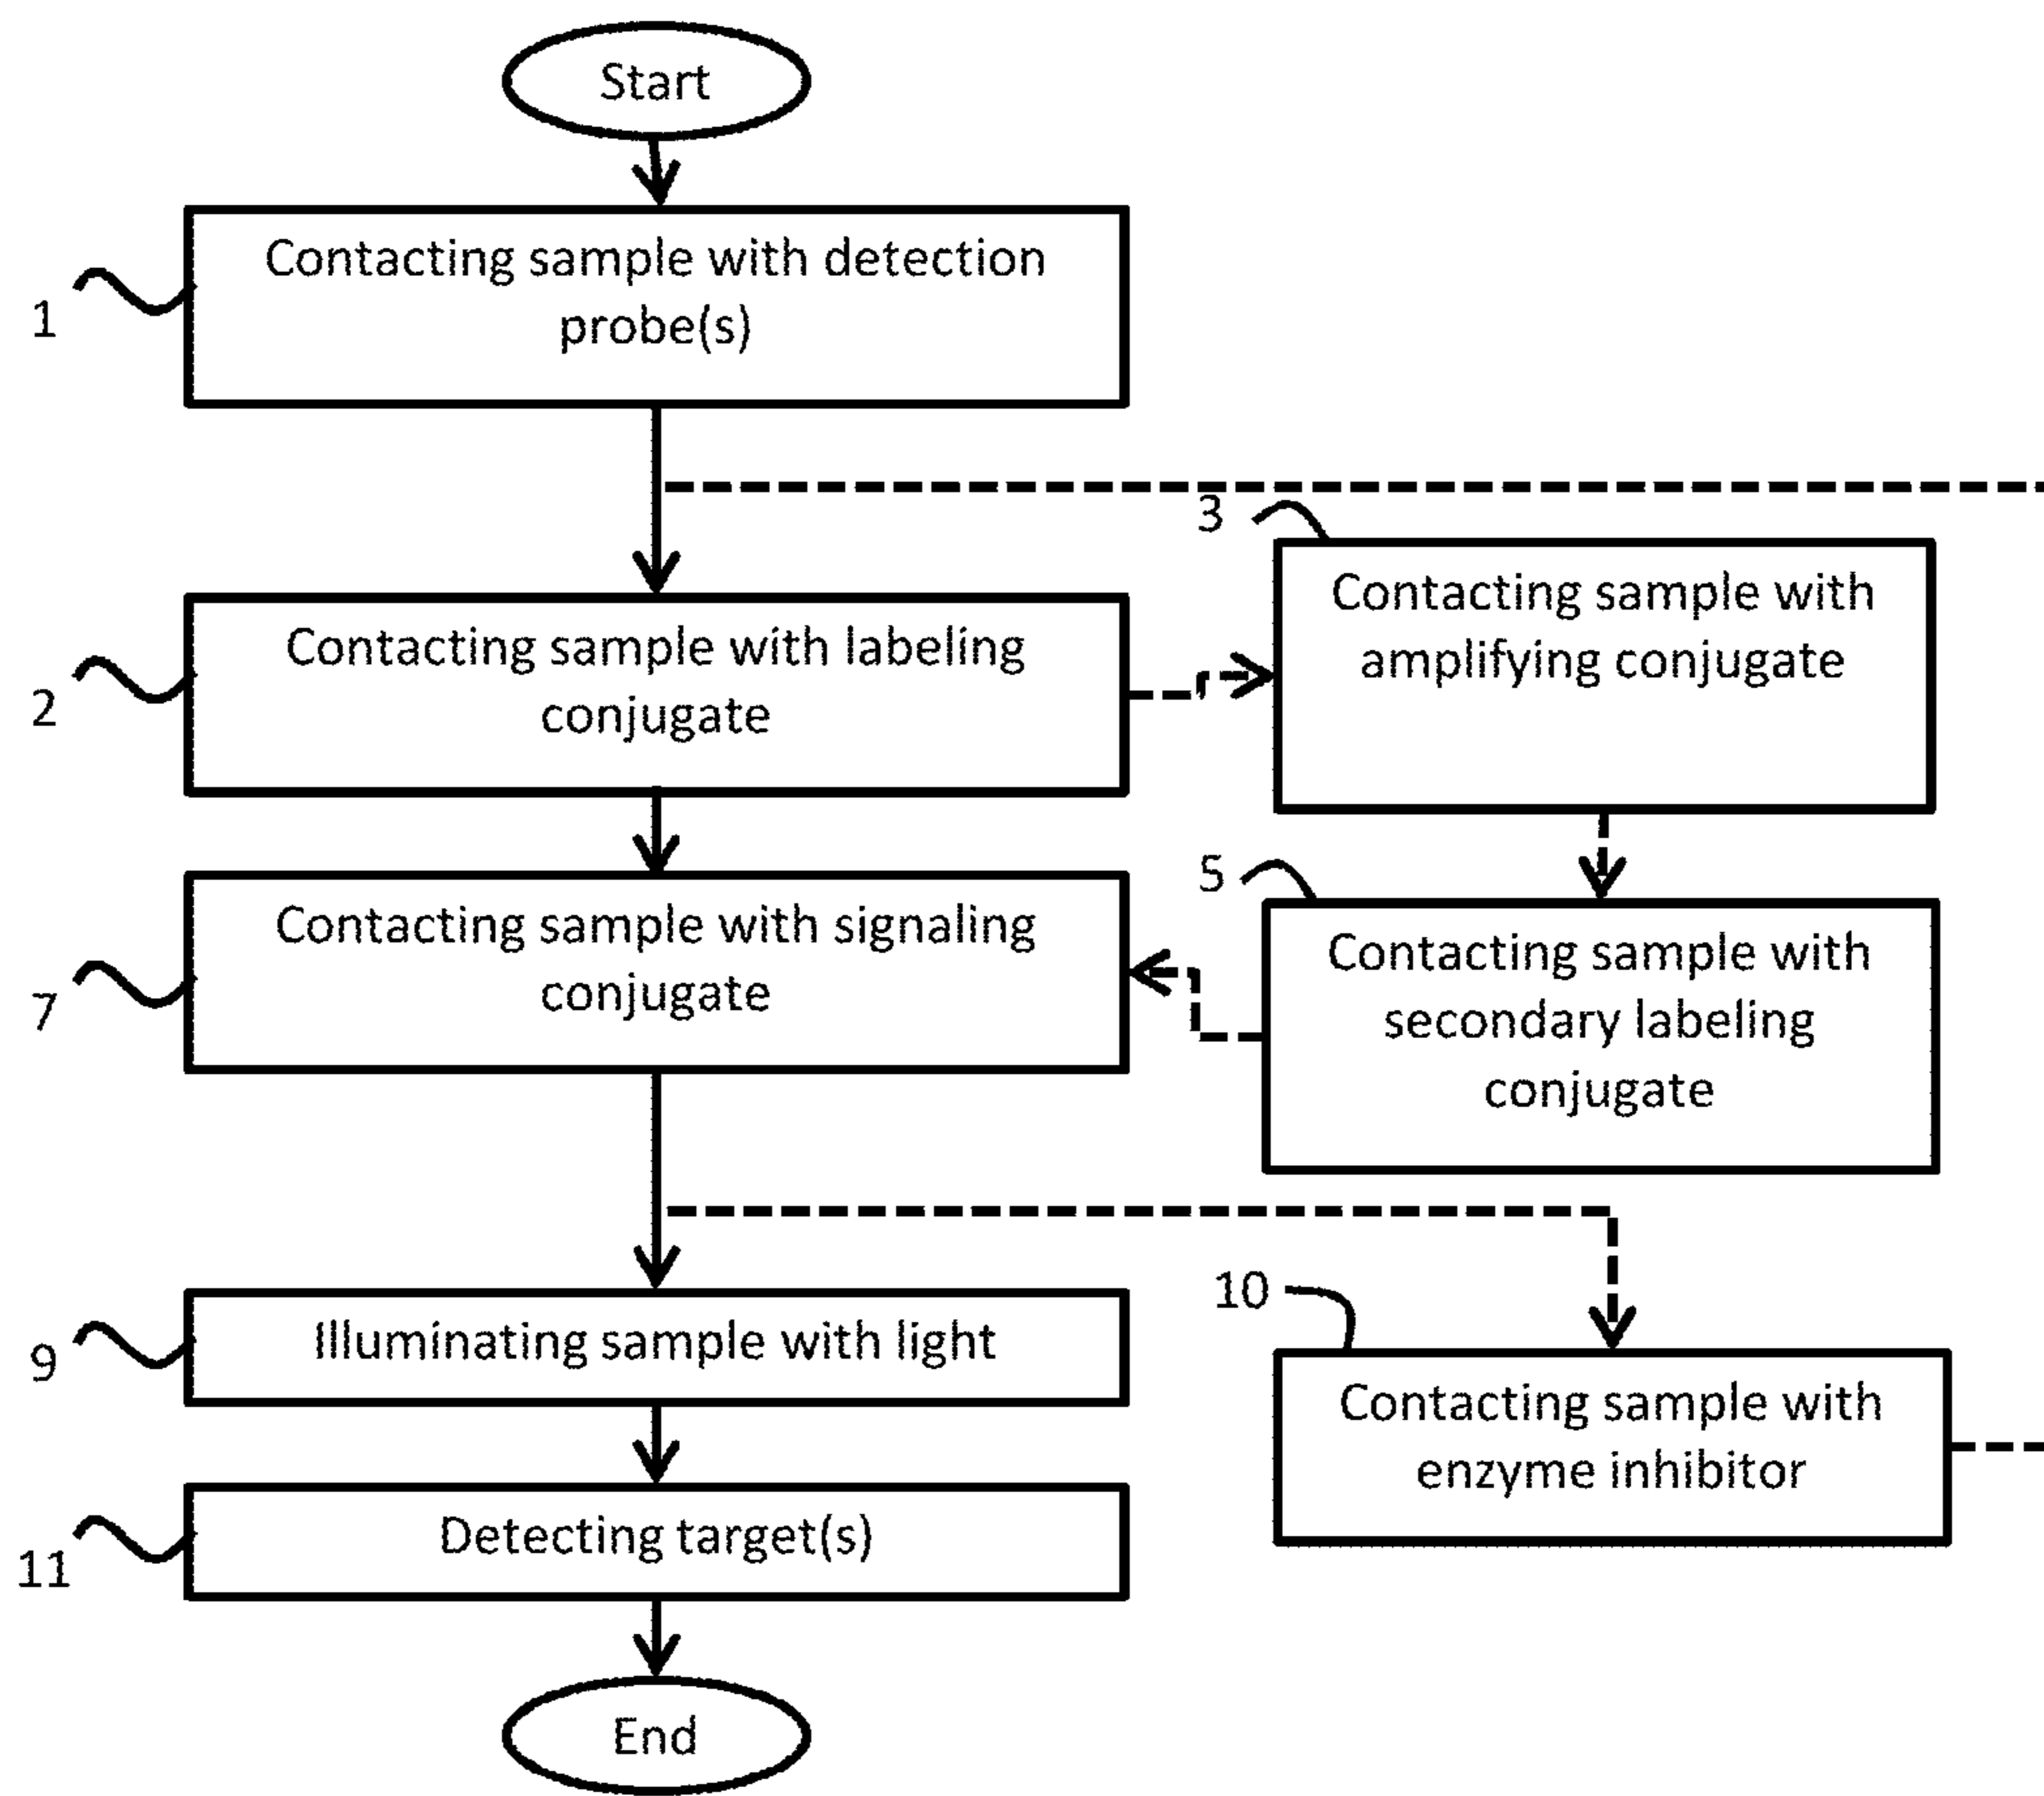 Start
Contacting sample with detection
probe(s)
1
3
Contacting sample with labeling
conjugate
2
Contacting sample with
amplifying conjugate
5
Contacting sample with signaling
conjugate
7
Contacting sample with
secondary labeling
conjugate
10
Illuminating sample with light
9
Contacting sample with
enzyme inhibitor
Detecting target(s)
11
End